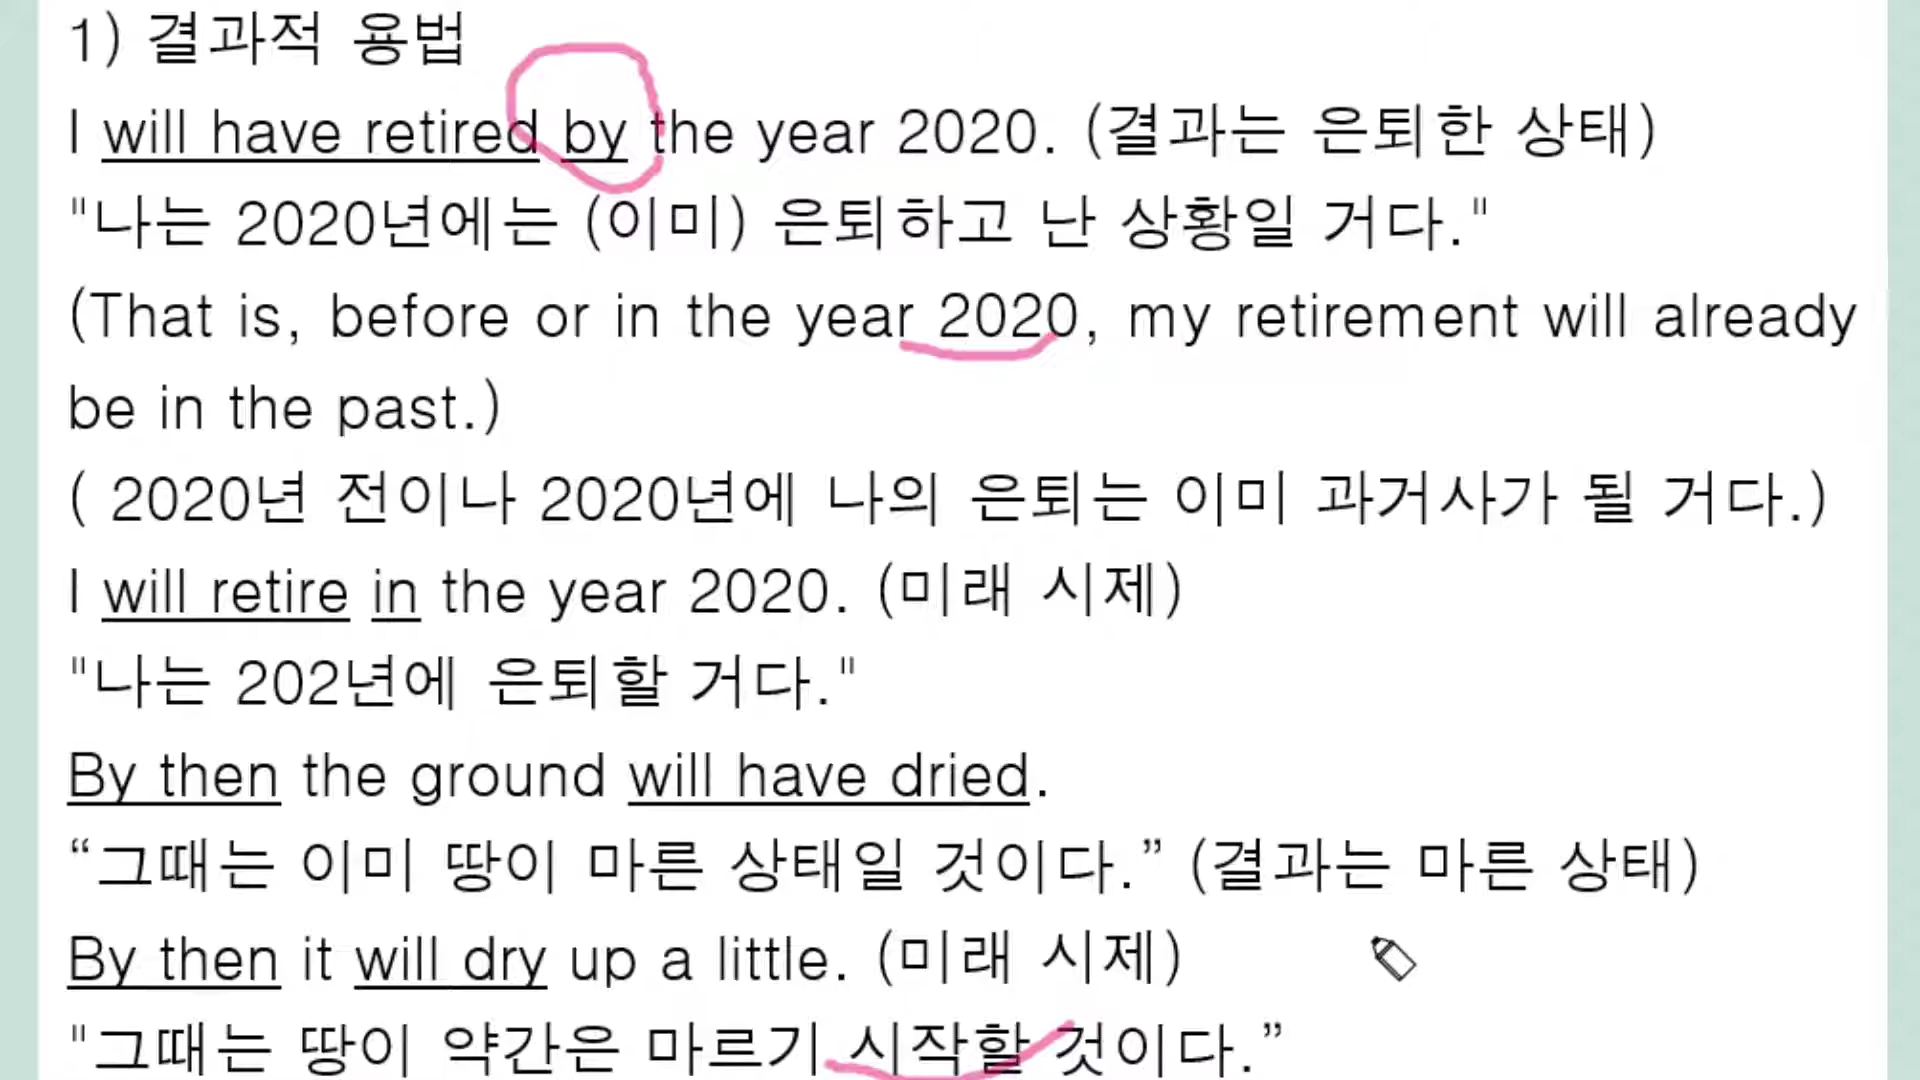 1) 결과적 용법
I will have retired by the year 2020. (결과는 은퇴한 상태)
"나는 2020년에는 (이미) 은퇴하고 난 상황일 거다."
(That is, before or in the year 2020, my retirement will already
be in the past.)
( 2020년 전이나 2020년에 나의 은퇴는 이미 과거사가 될 거다.)
I will retire in the year 2020. (미래 시제)
"나는 202년에 은퇴할 거다."
By then the ground will have dried.
“그때는 이미 땅이 마른 상태일 것이다.” (결과는 마른 상태)
By then it will dry up a little. (미래 시제)
"그때는 땅이 약간은 마르기 시작할 것이다.”